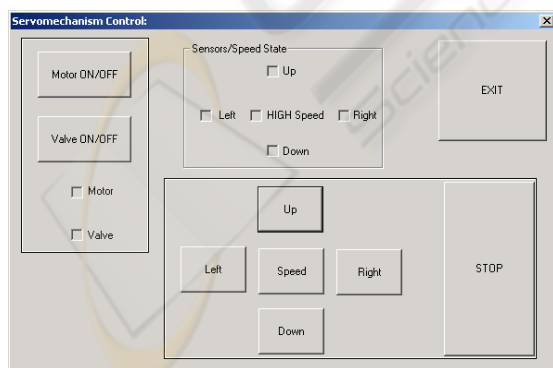 Servomechanism Control:
Motor ON/OFF
Valve ON/OFF
Motor
Valve
Sensors/Speed State
Up
Left
HIGH Speed
Right
Down
EXIT
Up
Left
Speed
Right
Down
STOP